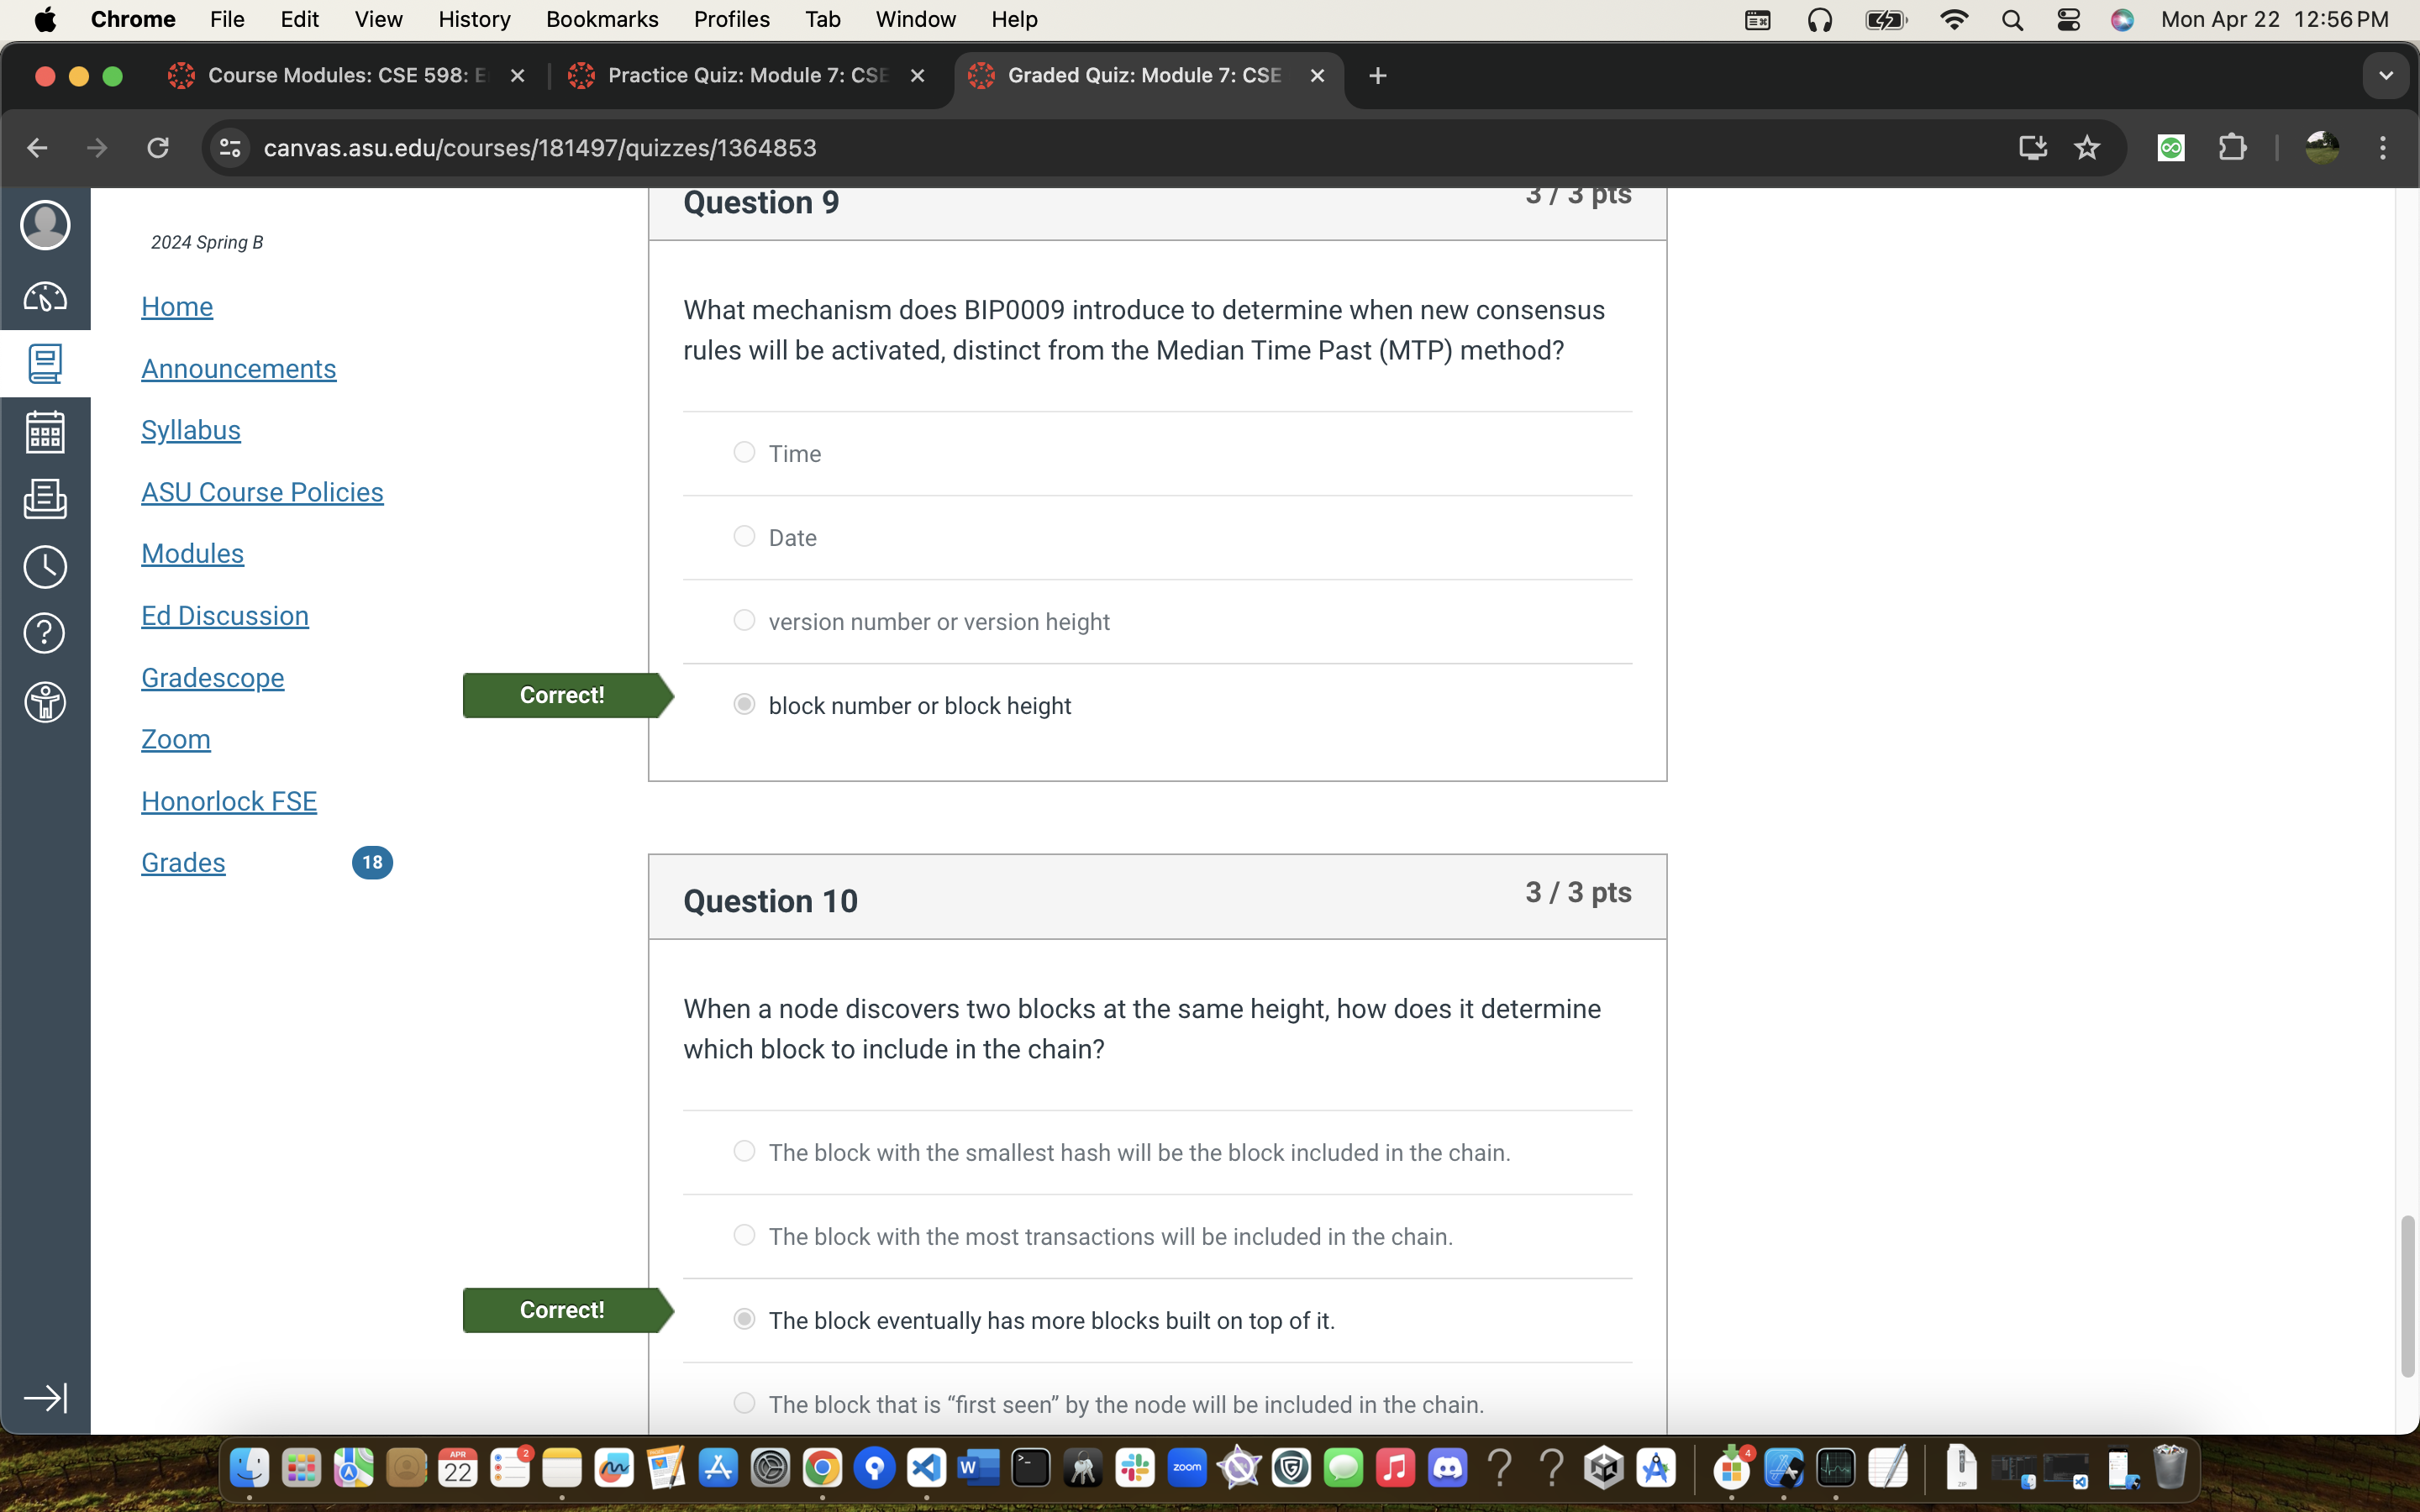 Chrome File Edit View History Bookmarks Profiles Tab Window Help Mon Apr 22 12:56 PM
Course Modules: CSE 598: E
Practice Quiz: Module 7: CSE
Graded Quiz: Module 7: CSE
canvas.asu.edu/courses/181497/quizzes/1364853
2024 Spring B
Home
Announcements
Syllabus
ASU Course Policies
Modules
Ed Discussion
Gradescope
Zoom
Honorlock FSE
Grades 18
Question 9 3 / 3 pts
What mechanism does BIP0009 introduce to determine when new consensus
rules will be activated, distinct from the Median Time Past (MTP) method?
Time
Date
version number or version height
Correct! block number or block height
Question 10 3 / 3 pts
When a node discovers two blocks at the same height, how does it determine
which block to include in the chain?
The block with the smallest hash will be the block included in the chain.
The block with the most transactions will be included in the chain.
Correct! The block eventually has more blocks built on top of it.
The block that is “first seen” by the node will be included in the chain.
APR
22
2
W
zoom
4
ZIP